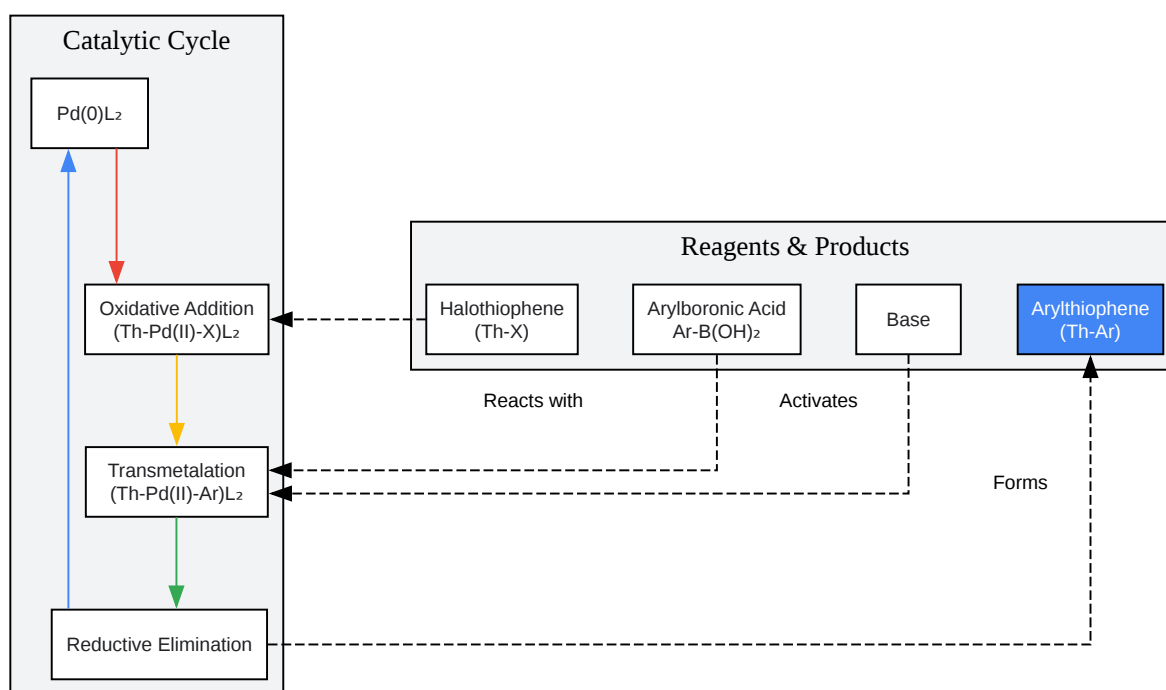 Catalytic Cycle
Pd(0)L₂
Oxidative Addition
(Th-Pd(II)-X)L₂
Transmetalation
(Th-Pd(II)-Ar)L₂
Reductive Elimination
Reagents & Products
Halothiophene
(Th-X)
Arylboronic Acid
Ar-B(OH)₂
Base
Arylthiophene
(Th-Ar)
Reacts with
Activates
Forms